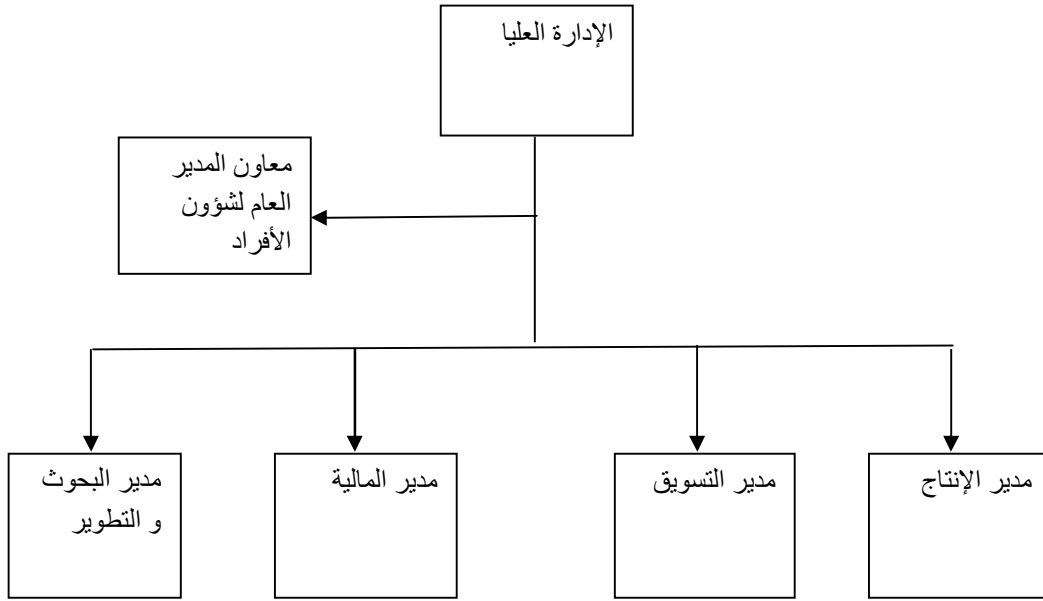 الإدارة العليا
معاون المدير
العام لشؤون
الأفراد
مدير الإنتاج
مدير التسويق
مدير المالية
مدير البحوث
و التطوير